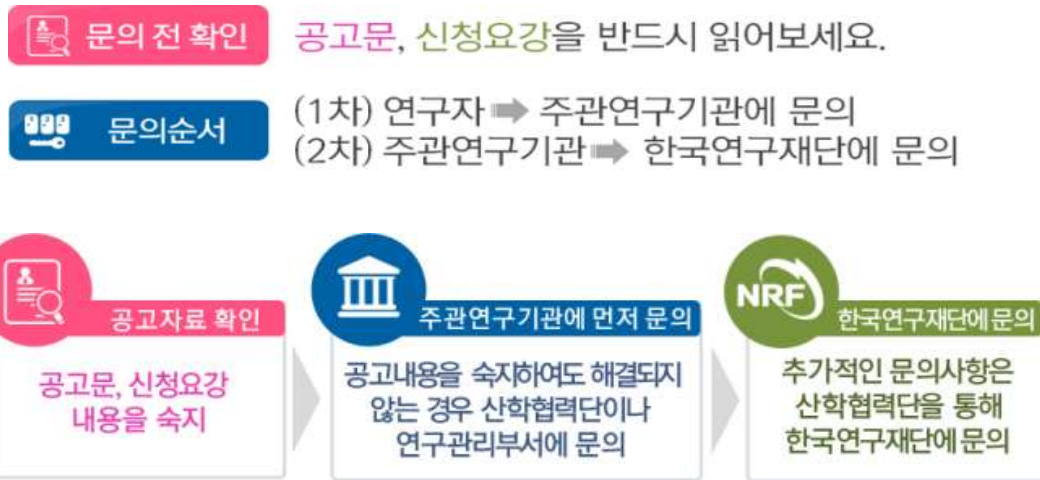 문의 전 확인 공고문, 신청요강을 반드시 읽어보세요.
문의순서
(1차) 연구자 ➡ 주관연구기관에 문의
(2차) 주관연구기관 ➡ 한국연구재단에 문의
공고자료 확인
공고문, 신청요강
내용을 숙지
주관연구기관에 먼저 문의
공고내용을 숙지하여도 해결되지
않는 경우 산학협력단이나
연구관리부서에 문의
NRF
한국연구재단에 문의
추가적인 문의사항은
산학협력단을 통해
한국연구재단에 문의